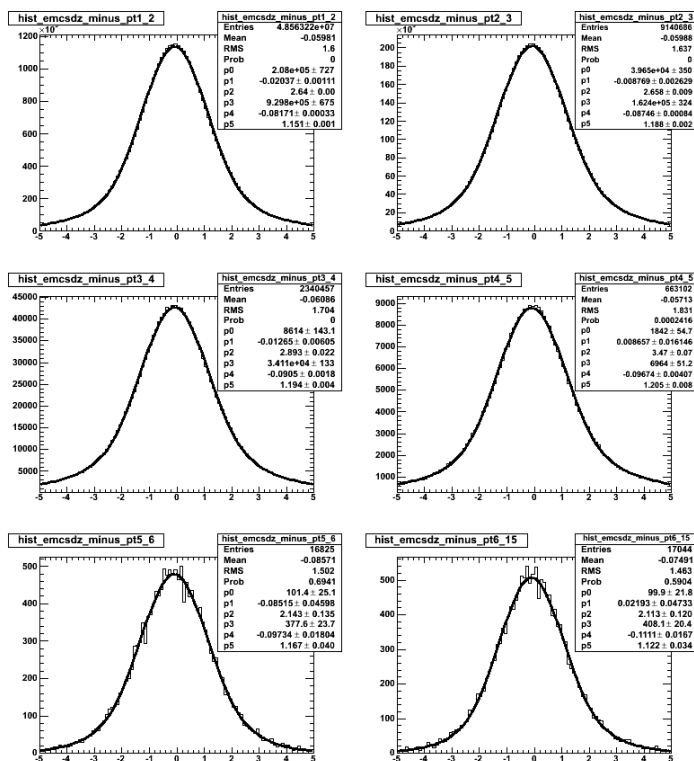 hist_emcsdz_minus_pt1_2
hist_emcsdz_minus_pt1_2
Entries 4.856322e+07
Mean -0.05981
RMS 1.6
Prob 0
p0 2.08e+05 ± 727
p1 -0.02037 ± 0.00111
p2 2.64 ± 0.00
p3 9.298e+05 ± 675
p4 -0.08171 ± 0.00033
p5 1.151 ± 0.001
1200
1000
800
600
400
200
0
-5 -4 -3 -2 -1 0 1 2 3 4 5
hist_emcsdz_minus_pt2_3
hist_emcsdz_minus_pt2_3
Entries 9140686
Mean -0.05988
RMS 1.637
Prob 0
p0 3.965e+04 ± 350
p1 -0.008769 ± 0.002629
p2 2.658 ± 0.009
p3 1.624e+05 ± 324
p4 -0.08746 ± 0.00084
p5 1.188 ± 0.002
200
180
160
140
120
100
80
60
40
20
0
-5 -4 -3 -2 -1 0 1 2 3 4 5
hist_emcsdz_minus_pt3_4
hist_emcsdz_minus_pt3_4
Entries 2340457
Mean -0.06086
RMS 1.704
Prob 0
p0 8614 ± 143.1
p1 -0.01265 ± 0.00605
p2 2.893 ± 0.022
p3 3.411e+04 ± 133
p4 -0.0905 ± 0.0018
p5 1.194 ± 0.004
45000
40000
35000
30000
25000
20000
15000
10000
5000
-5 -4 -3 -2 -1 0 1 2 3 4 5
hist_emcsdz_minus_pt4_5
hist_emcsdz_minus_pt4_5
Entries 663102
Mean -0.05713
RMS 1.831
Prob 0.0002416
p0 1842 ± 54.7
p1 0.008657 ± 0.016146
p2 3.47 ± 0.07
p3 6964 ± 51.2
p4 -0.09674 ± 0.00407
p5 1.205 ± 0.008
9000
8000
7000
6000
5000
4000
3000
2000
1000
-5 -4 -3 -2 -1 0 1 2 3 4 5
hist_emcsdz_minus_pt5_6
hist_emcsdz_minus_pt5_6
Entries 16825
Mean -0.08571
RMS 1.502
Prob 0.6941
p0 101.4 ± 25.1
p1 -0.08515 ± 0.04598
p2 2.143 ± 0.135
p3 377.6 ± 23.7
p4 -0.09734 ± 0.01804
p5 1.167 ± 0.040
500
400
300
200
100
0
-5 -4 -3 -2 -1 0 1 2 3 4 5
hist_emcsdz_minus_pt6_15
hist_emcsdz_minus_pt6_15
Entries 17044
Mean -0.07491
RMS 1.463
Prob 0.5904
p0 99.9 ± 21.8
p1 0.02193 ± 0.04733
p2 2.113 ± 0.120
p3 408.1 ± 20.4
p4 -0.1111 ± 0.0167
p5 1.122 ± 0.034
500
400
300
200
100
0
-5 -4 -3 -2 -1 0 1 2 3 4 5